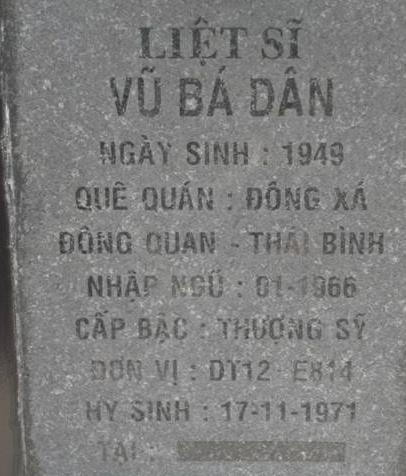 LIỆT SĨ
VŨ BÁ DÂN
NGÀY SINH : 1949
QUÊ QUÁN : ĐÔNG XÁ
ĐÔNG QUAN - THÁI BÌNH
NHẬP NGŨ : 01-1966
CẤP BẬC : THƯỢNG SỸ
ĐƠN VỊ : DT12 E814
HY SINH : 17-11-1971
TẠI :